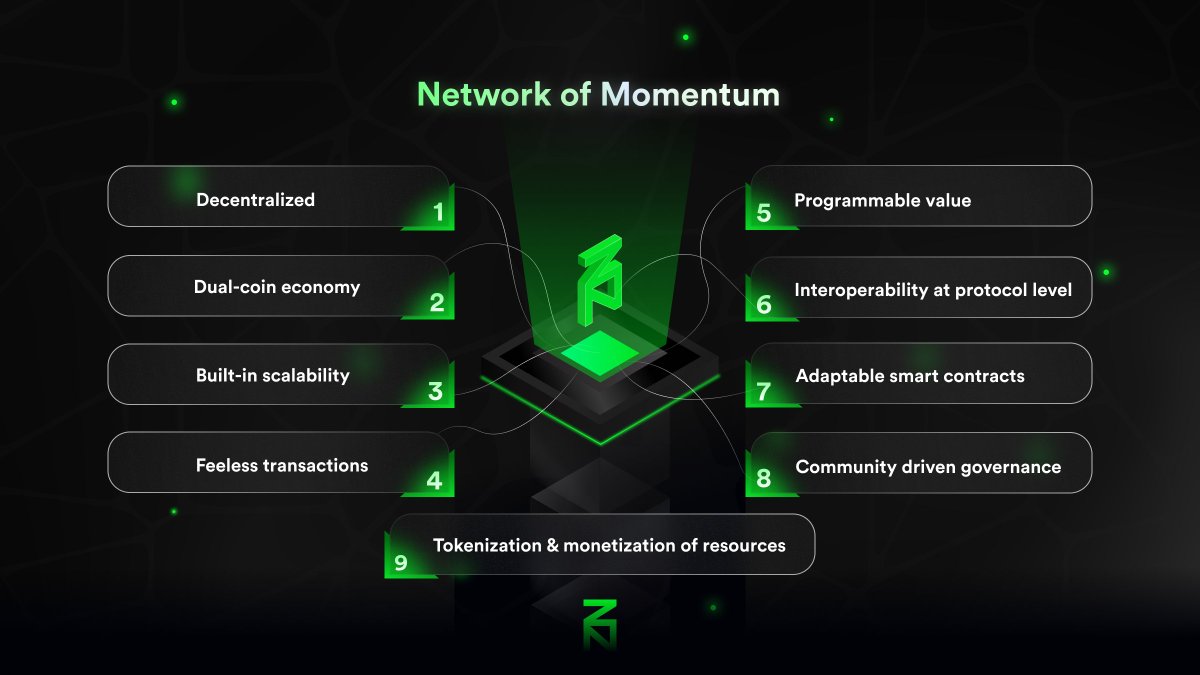 Network of Momentum
Decentralized
1
Dual-coin economy
2
Built-in scalability
3
Feeless transactions
4
5
Programmable value
6
Interoperability at protocol level
7
Adaptable smart contracts
8
Community driven governance
9
Tokenization & monetization of resources